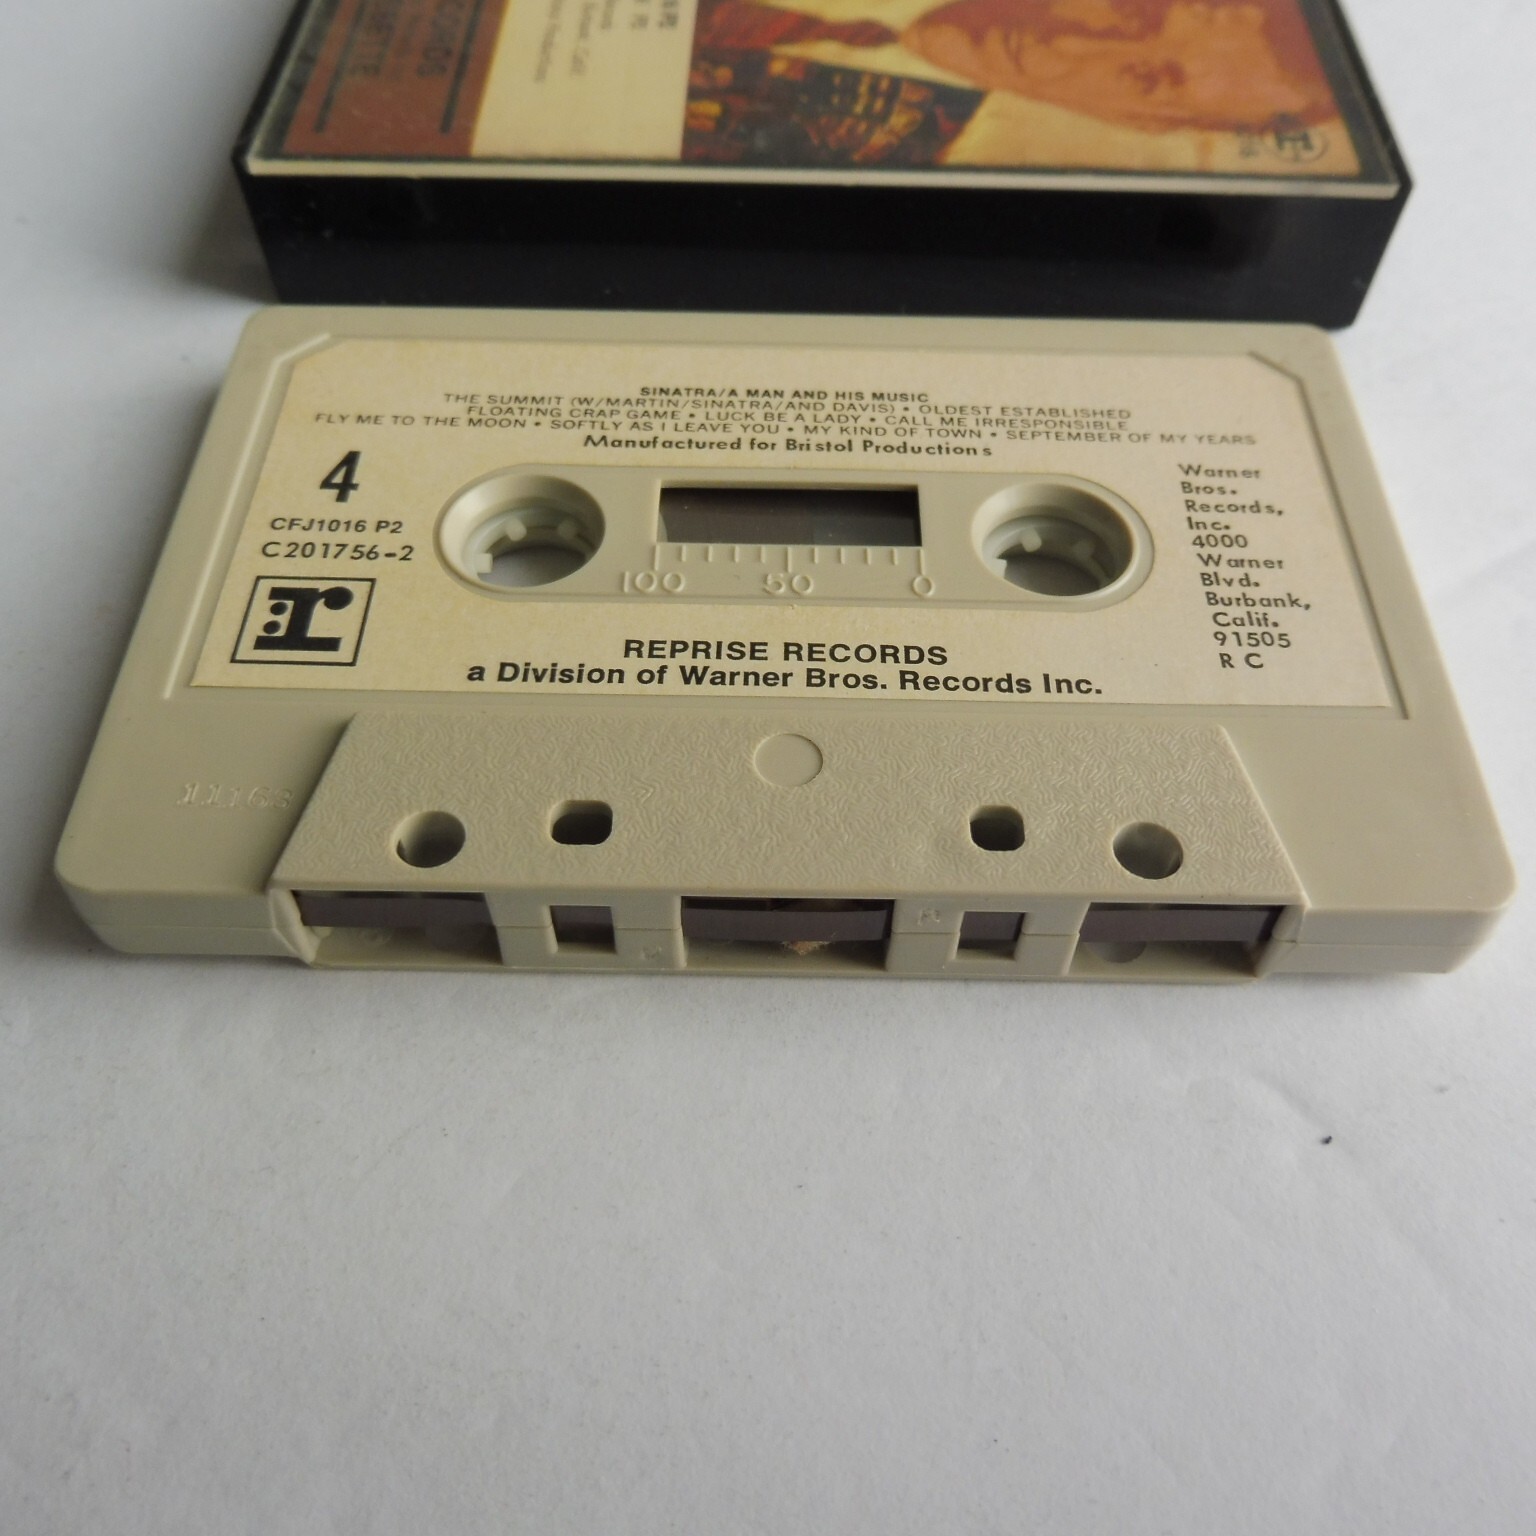 CORDS
SINATRA/A MAN AND HIS MUSIC
THE SUMMIT (W/MARTIN/SINATRA/AND DAVIS) • OLDEST ESTABLISHED
FLOATING CRAP GAME • LUCK BE A LADY • CALL ME IRRESPONSIBLE
FLY ME TO THE MOON • SOFTLY AS I LEAVE YOU • MY KIND OF TOWN • SEPTEMBER OF MY YEARS
Manufactured for Bristol Productions
4
CFJ1016 P2
C201756-2
:r
100 50 0
Warner
Bros.
Records,
Inc.
4000
Warner
Blvd.
Burbank,
Calif.
91505
R C
REPRISE RECORDS
a Division of Warner Bros. Records Inc.